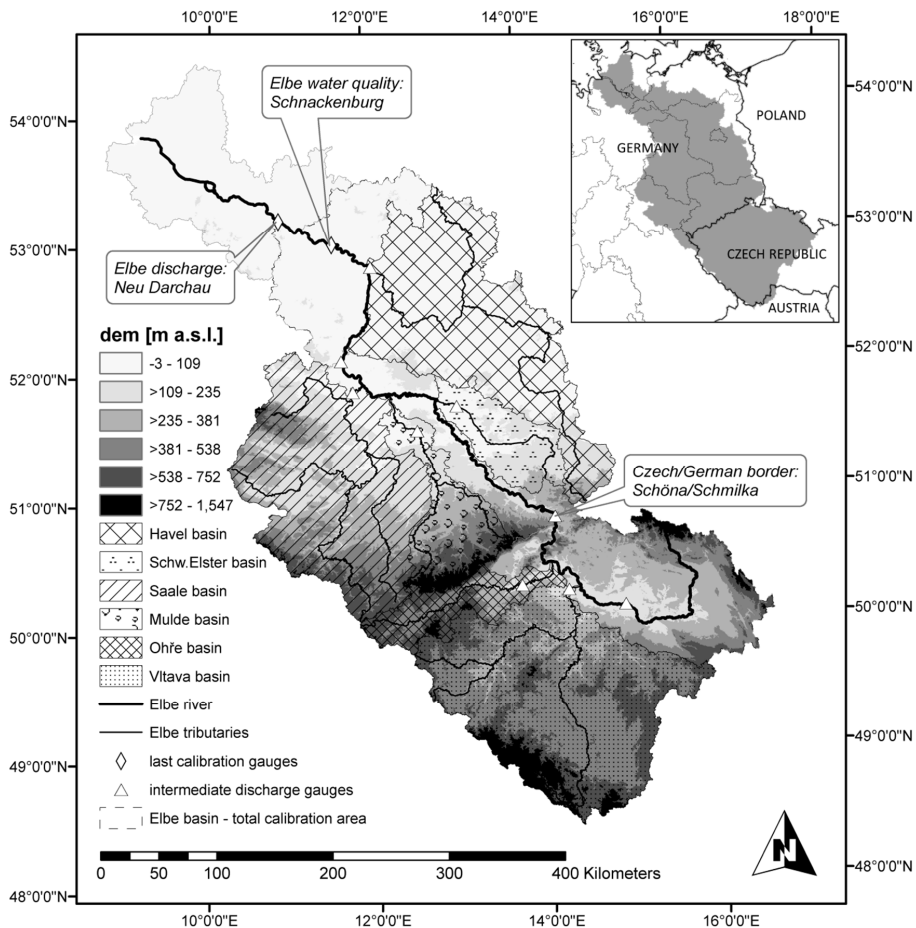 10°0'0"E 12°0'0"E 14°0'0"E 16°0'0"E 18°0'0"E
54°0'0"N
53°0'0"N
52°0'0"N
51°0'0"N
50°0'0"N
49°0'0"N
48°0'0"N
Elbe water quality:
Schnackenburg
Elbe discharge:
Neu Darchau
Czech/German border:
Schöna/Schmilka
POLAND
GERMANY
CZECH REPUBLIC
AUSTRIA
54°0'0"N
53°0'0"N
52°0'0"N
51°0'0"N
50°0'0"N
49°0'0"N
48°0'0"N
dem [m a.s.l.]
-3 - 109
>109 - 235
>235 - 381
>381 - 538
>538 - 752
>752 - 1,547
Havel basin
Schw.Elster basin
Saale basin
Mulde basin
Ohře basin
Vltava basin
Elbe river
Elbe tributaries
last calibration gauges
intermediate discharge gauges
Elbe basin - total calibration area
0 50 100 200 300 400 Kilometers
N
10°0'0"E 12°0'0"E 14°0'0"E 16°0'0"E